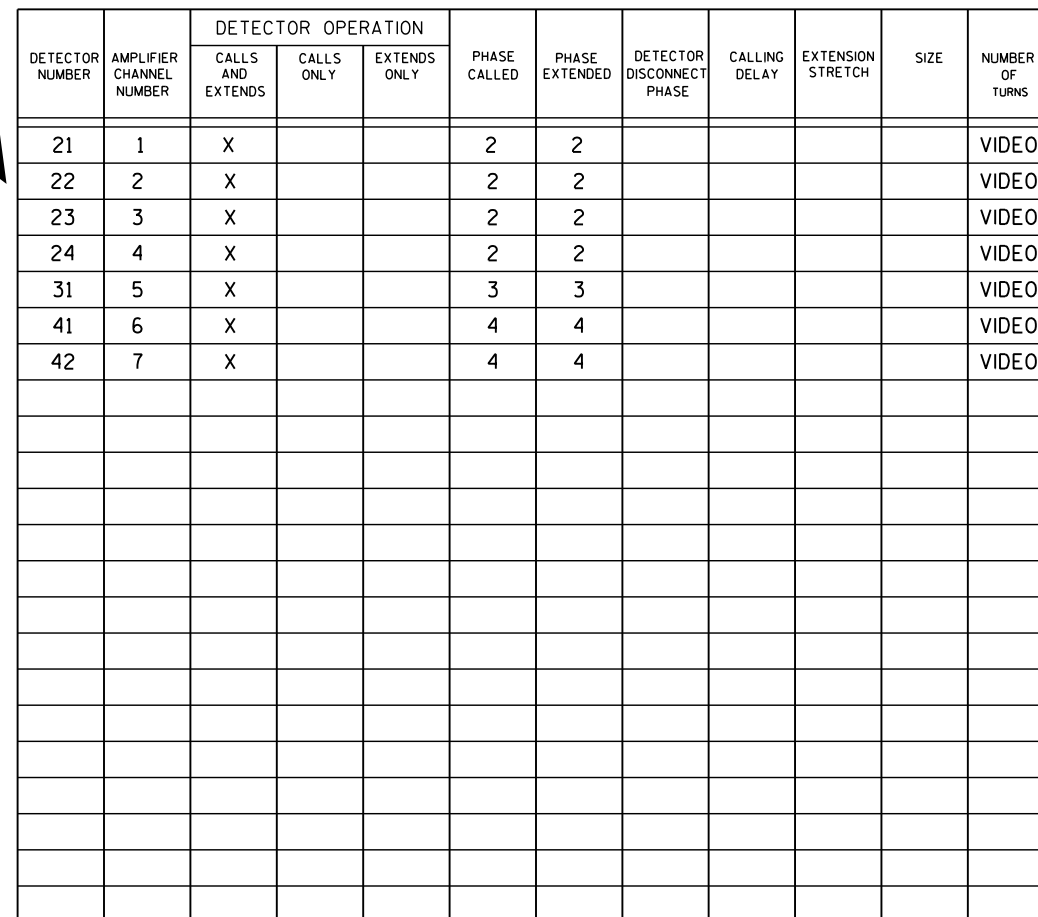 DETECTOR OPERATION
DETECTOR NUMBER AMPLIFIER CHANNEL NUMBER CALLS AND EXTENDS CALLS ONLY EXTENDS ONLY PHASE CALLED PHASE EXTENDED DETECTOR DISCONNECT PHASE CALLING DELAY EXTENSION STRETCH SIZE NUMBER OF TURNS
21 1 X 2 2 VIDEO
22 2 X 2 2 VIDEO
23 3 X 2 2 VIDEO
24 4 X 2 2 VIDEO
31 5 X 3 3 VIDEO
41 6 X 4 4 VIDEO
42 7 X 4 4 VIDEO